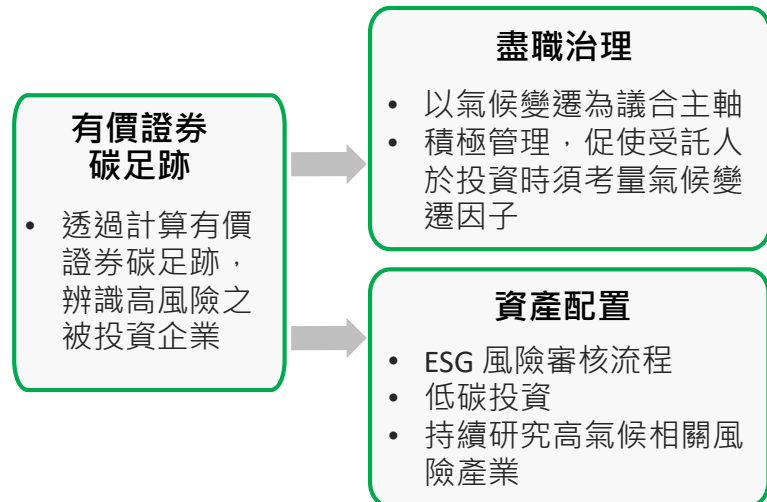 有價證券
碳足跡
• 透過計算有價
證券碳足跡，
辨識高風險之
被投資企業
盡職治理
• 以氣候變遷為議合主軸
• 積極管理，促使受託人
於投資時須考量氣候變
遷因子
資產配置
• ESG 風險審核流程
• 低碳投資
• 持續研究高氣候相關風
險產業